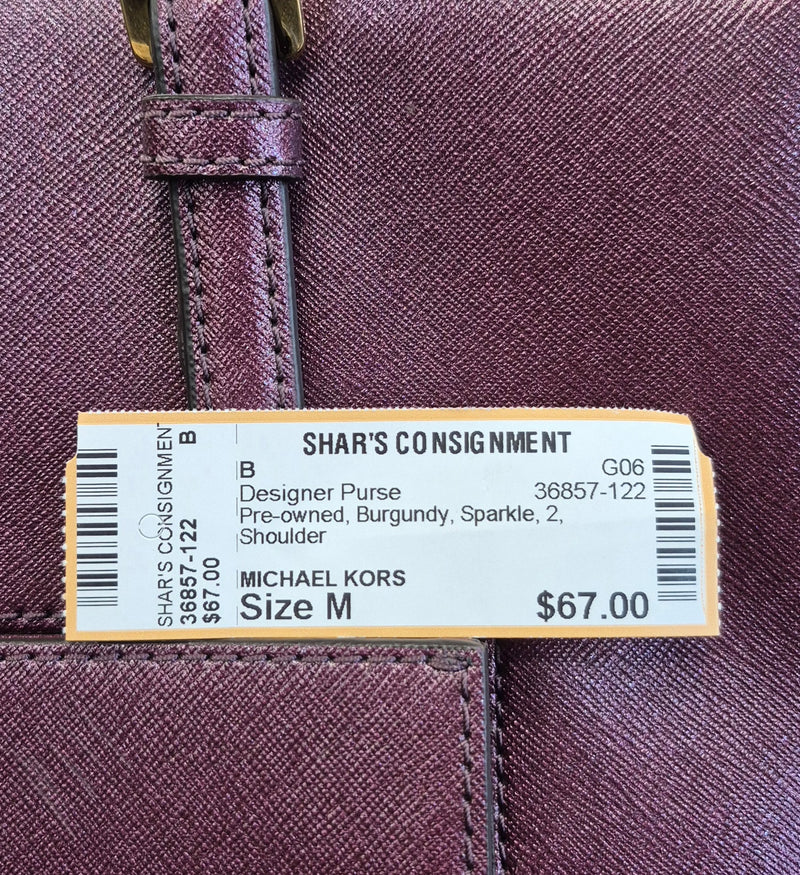 SHAR'S CONSIGNMENT
B
36857-122
$67.00
SHAR'S CONSIGNMENT
B
G06
Designer Purse
36857-122
Pre-owned, Burgundy, Sparkle, 2,
Shoulder
MICHAEL KORS
Size M
$67.00